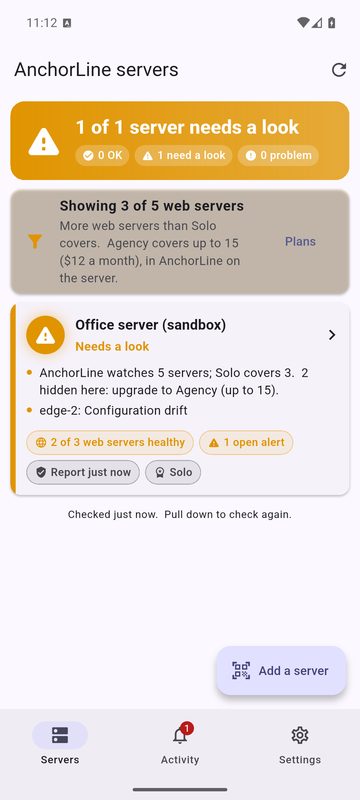 11:12 A
AnchorLine servers
1 of 1 server needs a look
0 OK 1 need a look 0 problem
Showing 3 of 5 web servers
More web servers than Solo
covers. Agency covers up to 15
($12 a month), in AnchorLine on
the server.
Plans
Office server (sandbox)
Needs a look
AnchorLine watches 5 servers; Solo covers 3. 2
hidden here: upgrade to Agency (up to 15).
edge-2: Configuration drift
2 of 3 web servers healthy 1 open alert
Report just now Solo
Checked just now. Pull down to check again.
Add a server
1
Servers Activity Settings